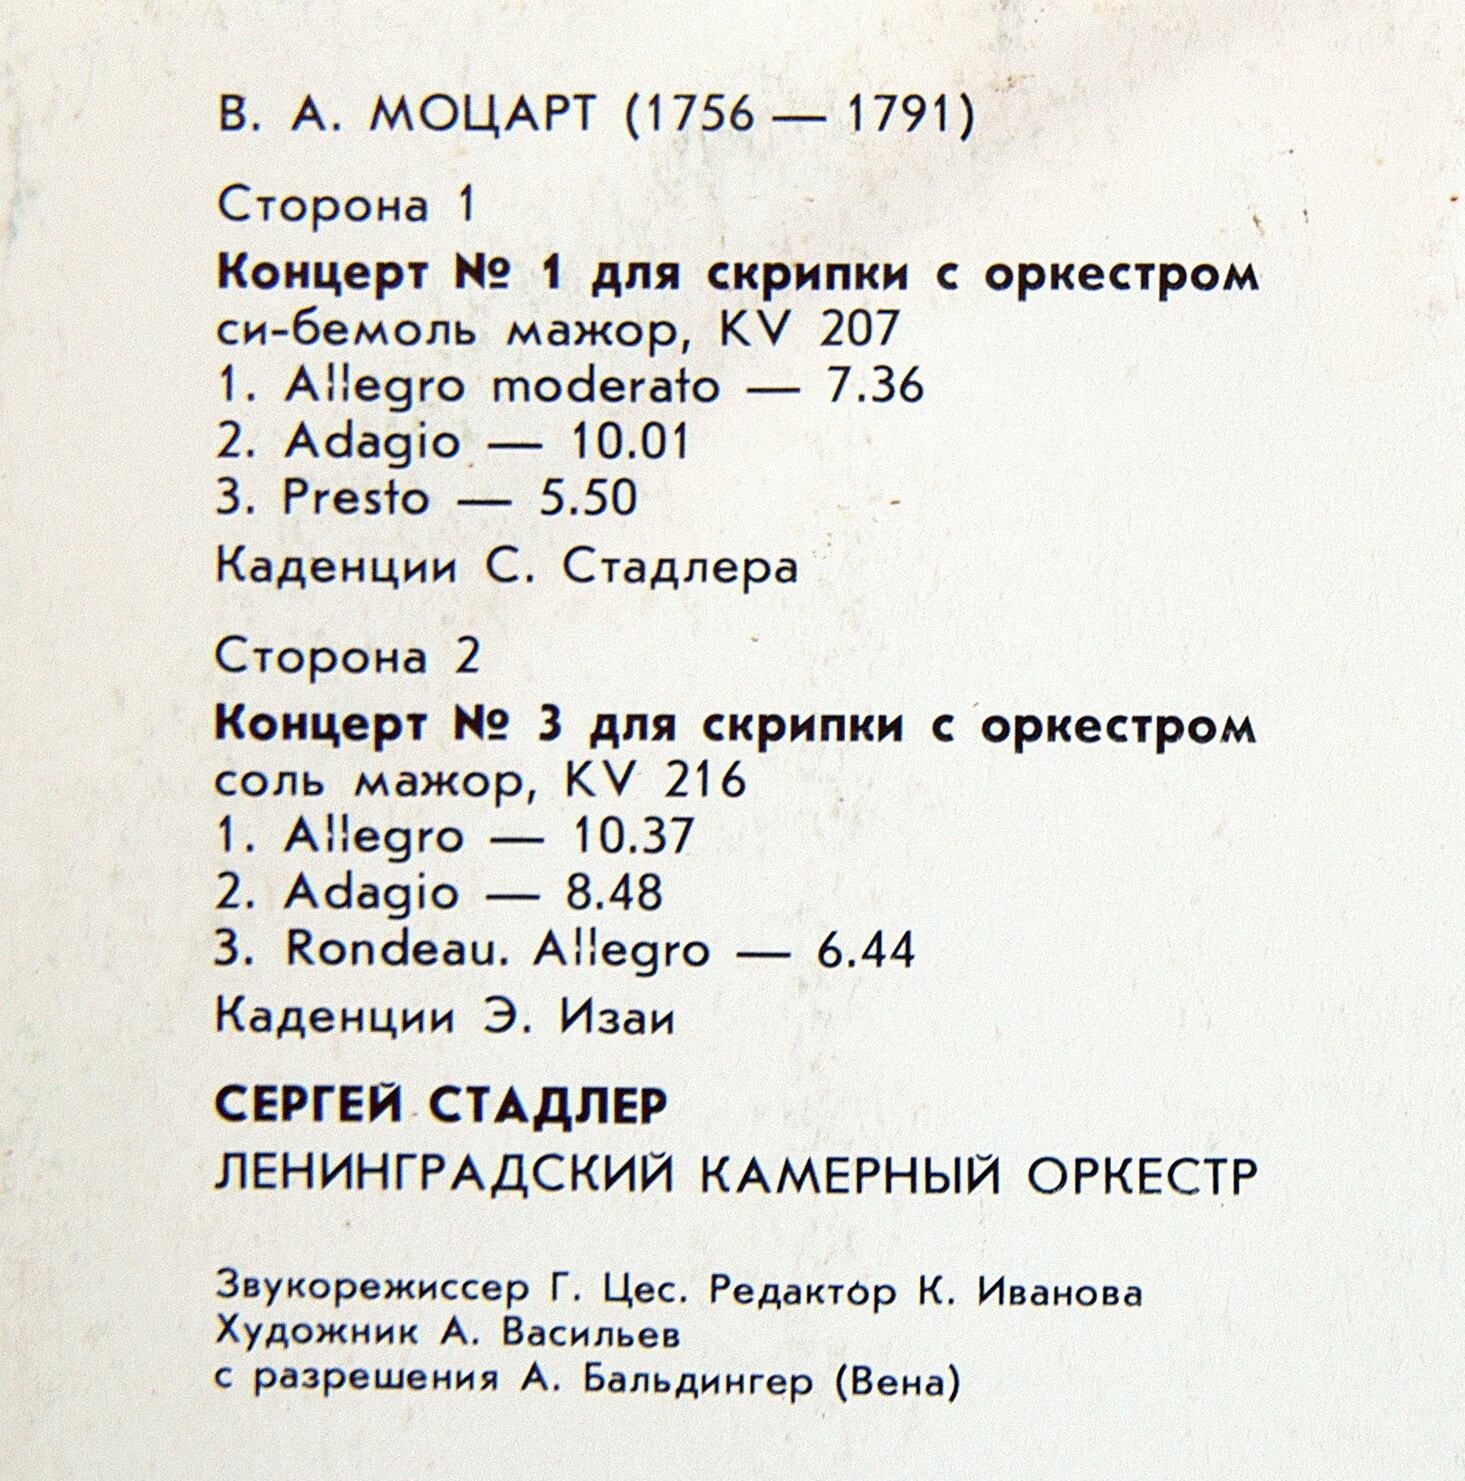 В. А. МОЦАРТ (1756 — 1791)
Сторона 1
Концерт № 1 для скрипки с оркестром
си-бемоль мажор, KV 207
1. Allegro moderato — 7.36
2. Adagio — 10.01
3. Presto — 5.50
Каденции С. Стадлера
Сторона 2
Концерт № 3 для скрипки с оркестром
соль мажор, KV 216
1. Allegro — 10.37
2. Adagio — 8.48
3. Rondeau. Allegro — 6.44
Каденции Э. Изаи
СЕРГЕЙ СТАДЛЕР
ЛЕНИНГРАДСКИЙ КАМЕРНЫЙ ОРКЕСТР
Звукорежиссер Г. Цес. Редактор К. Иванова
Художник А. Васильев
с разрешения А. Бальдингер (Вена)